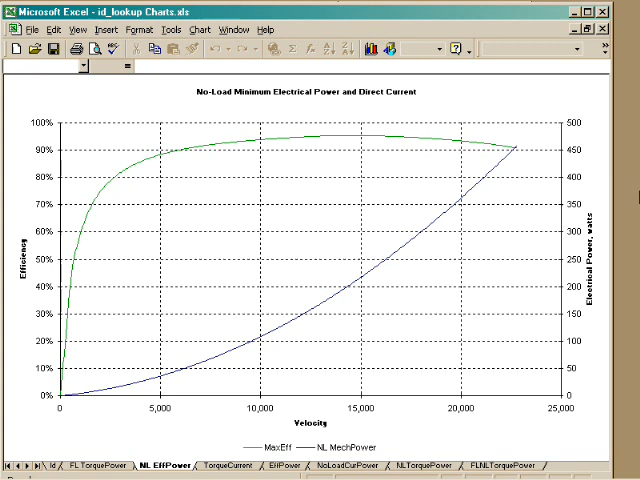 Microsoft Excel - id_lookup Charts.xls
File Edit View Insert Format Tools Chart Window Help
=
No-Load Minimum Electrical Power and Direct Current
100%
90%
80%
70%
60%
50%
40%
30%
20%
10%
0%
Efficiency
500
450
400
350
300
250
200
150
100
50
0
Electrical Power, watts
0 5,000 10,000 15,000 20,000 25,000
Velocity
MaxEff NL MechPower
Id FL TorquePower NL EffPower TorqueCurrent EffPower NoLoadCurPower NLTorquePower FLNLTorquePower